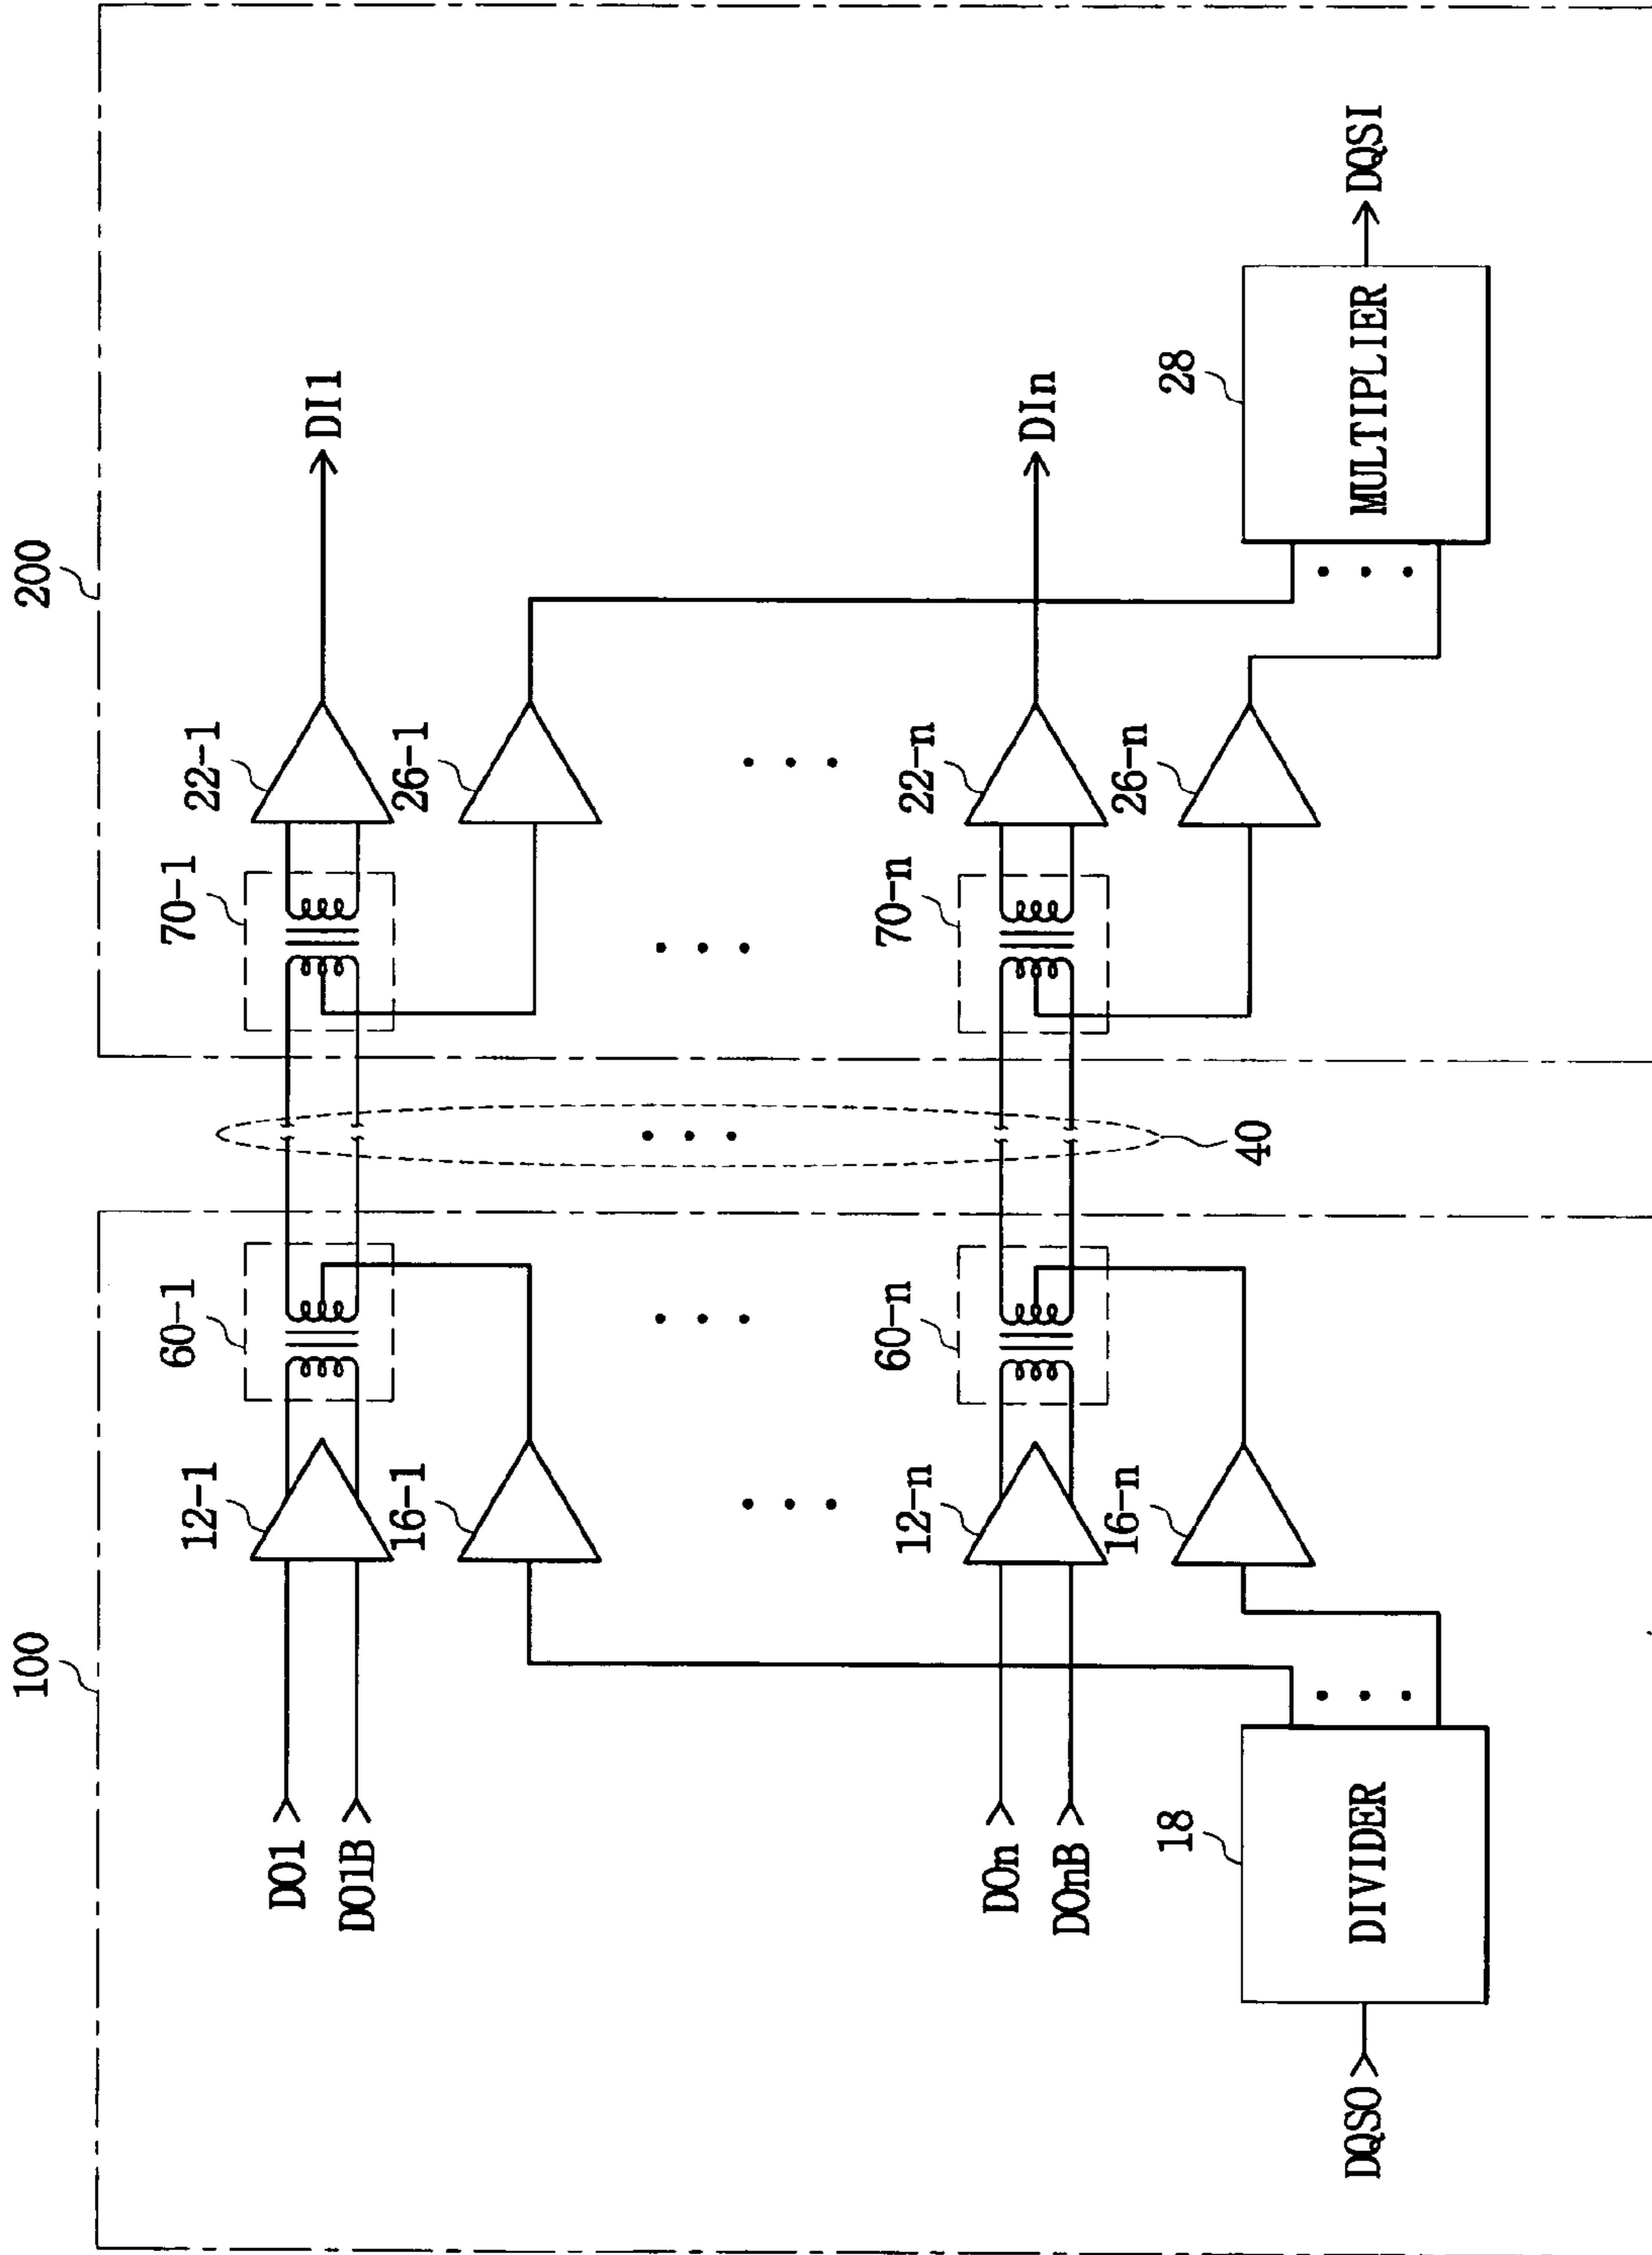 100
200
DO1
DO1B
12-1
60-1
70-1
22-1
DI1
16-1
26-1
40
DOn
DOnB
12-n
60-n
70-n
22-n
DIn
16-n
26-n
DQSO
18
DIVIDER
28
MULTIPLIER
DQSI